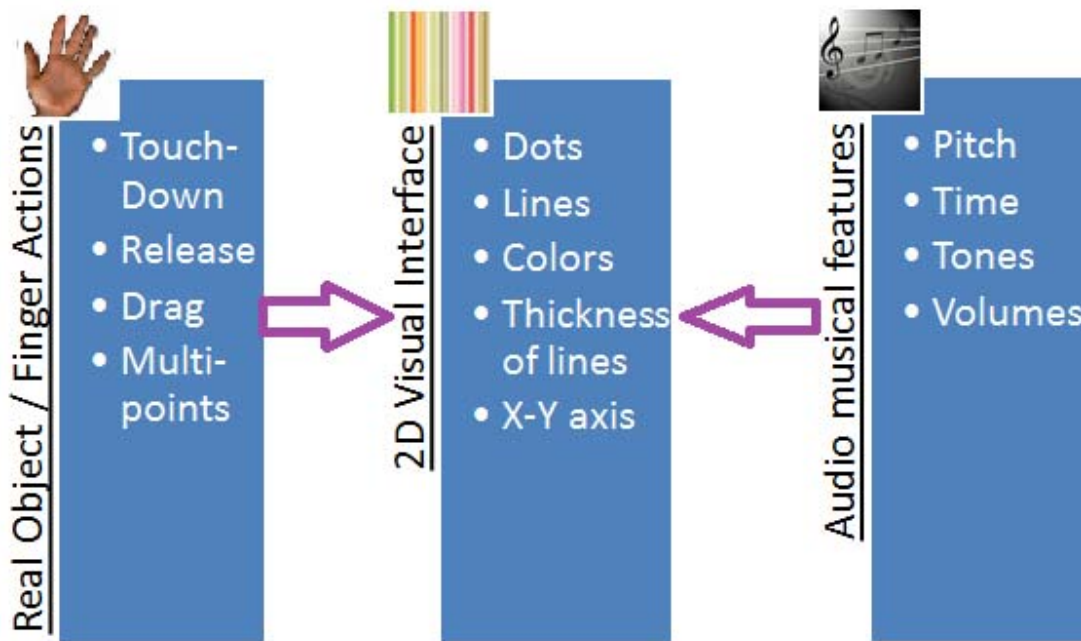 Real Object / Finger Actions
• Touch-
Down
• Release
• Drag
• Multi-
points
2D Visual Interface
• Dots
• Lines
• Colors
• Thickness
of lines
• X-Y axis
Audio musical features
• Pitch
• Time
• Tones
• Volumes